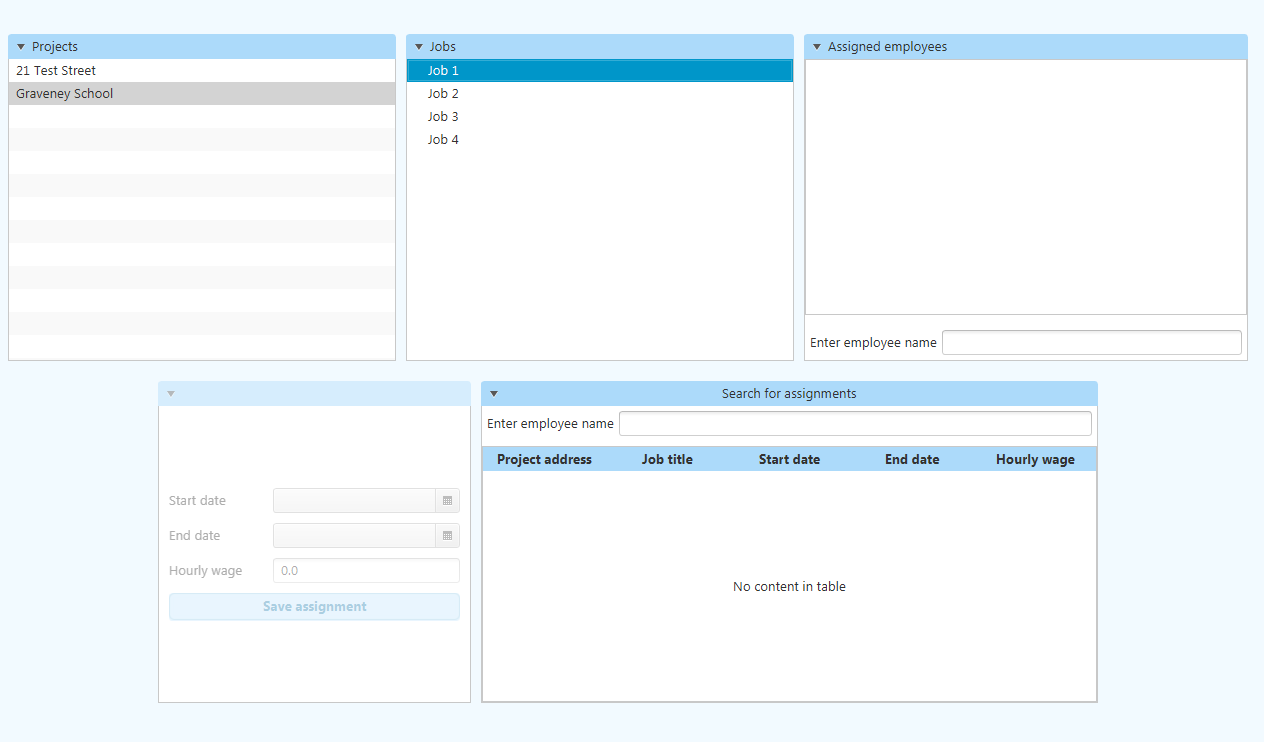 Projects
21 Test Street
Graveney School
Jobs
Job 1
Job 2
Job 3
Job 4
Assigned employees
Enter employee name
Start date
End date
Hourly wage 0.0
Save assignment
Search for assignments
Enter employee name
Project address Job title Start date End date Hourly wage
No content in table